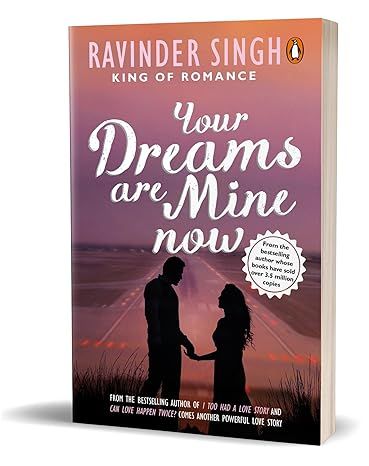 RAVINDER SINGH
KING OF ROMANCE
Your
Dreams
are Mine
now
From the
bestselling
author whose
books have sold
over 3.5 million
copies
FROM THE BESTSELLING AUTHOR OF I TOO HAD A LOVE STORY AND
CAN LOVE HAPPEN TWICE? COMES ANOTHER POWERFUL LOVE STORY